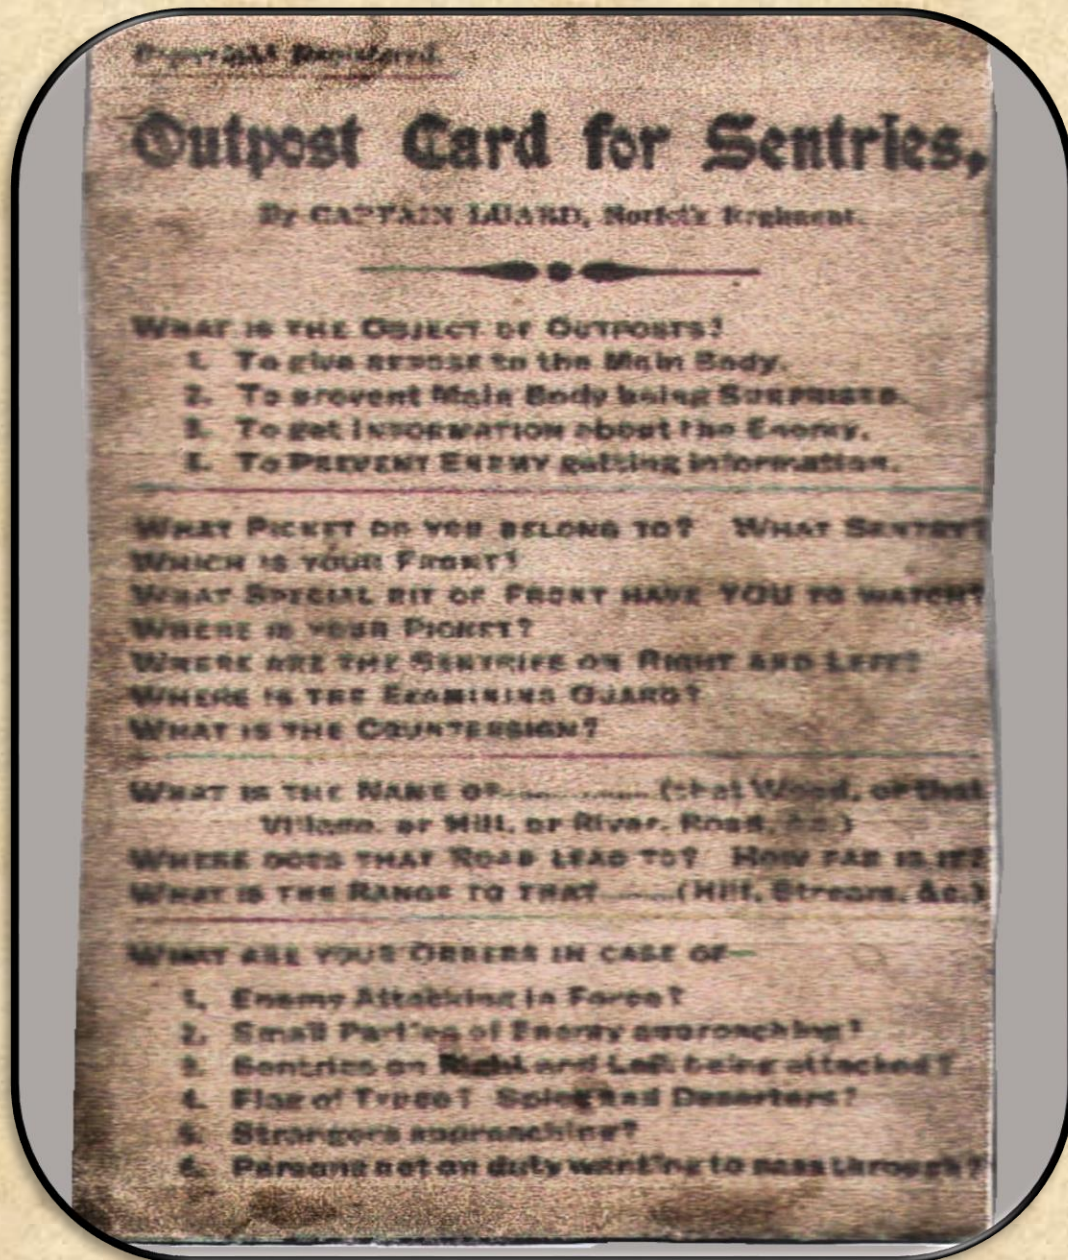 Copyright Registered.
Outpost Card for Sentries,
By CAPTAIN LUARD, Norfolk Regiment.
WHAT IS THE OBJECT OF OUTPOSTS?
1. To give REPOSE to the Main Body.
2. To prevent Main Body being SURPRISED.
3. To get INFORMATION about the Enemy.
4. To PREVENT ENEMY getting information.
WHAT PICKET DO YOU BELONG TO? WHAT SENTRY?
WHICH IS YOUR FRONT?
WHAT SPECIAL BIT OF FRONT HAVE YOU TO WATCH?
WHERE IS YOUR PICKET?
WHERE ARE THE SENTRIES ON RIGHT AND LEFT?
WHERE IS THE EXAMINING GUARD?
WHAT IS THE COUNTERSIGN?
WHAT IS THE NAME OF............ (that Wood, or that
Village, or Hill, or River, Road, &c.)
WHERE DOES THAT ROAD LEAD TO? HOW FAR IS IT?
WHAT IS THE RANGE TO THAT ......(Hill, Stream, &c.)
WHAT ARE YOUR ORDERS IN CASE OF—
1. Enemy Attacking in Force?
2. Small Parties of Enemy approaching?
3. Sentries on Right and Left being attacked?
4. Flag of Truce? Spies and Deserters?
5. Strangers approaching?
6. Persons not on duty wanting to pass through?